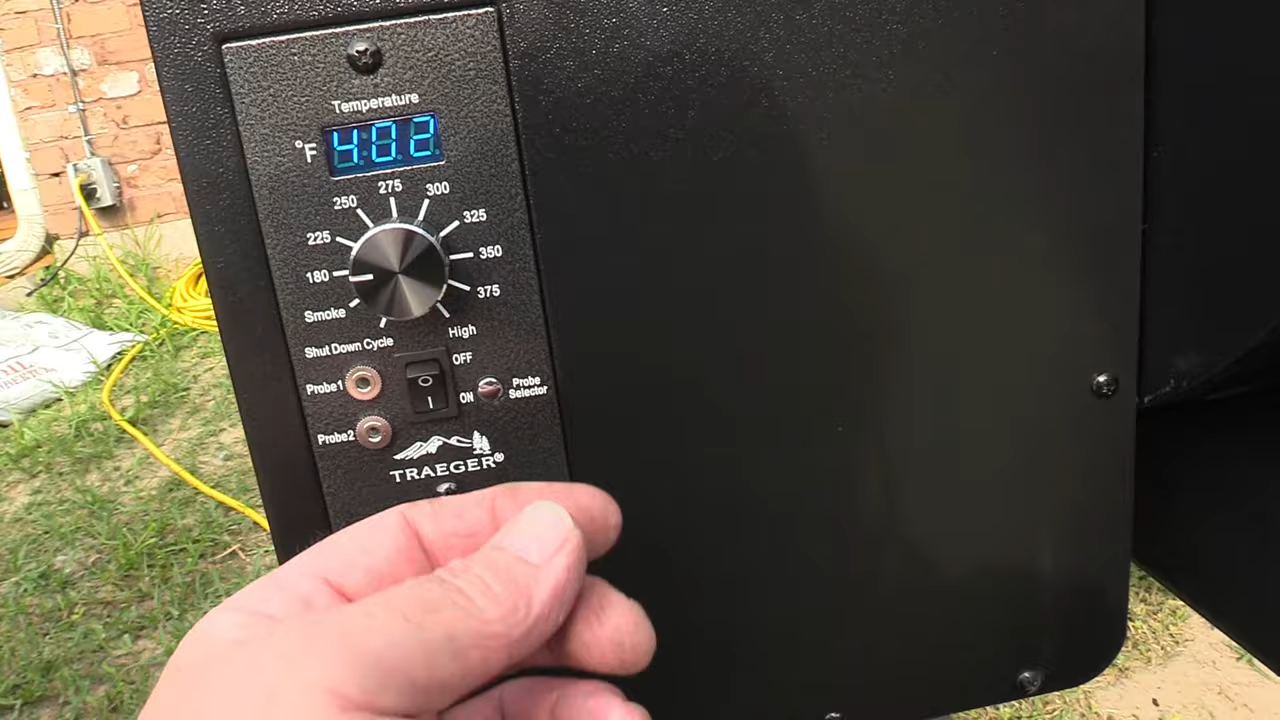 Temperature
°F 402
275
250 300
225 325
180 350
Smoke 375
Shut Down Cycle High
OFF
Probe1 O
I ON Probe Selector
Probe2
TRAEGER®